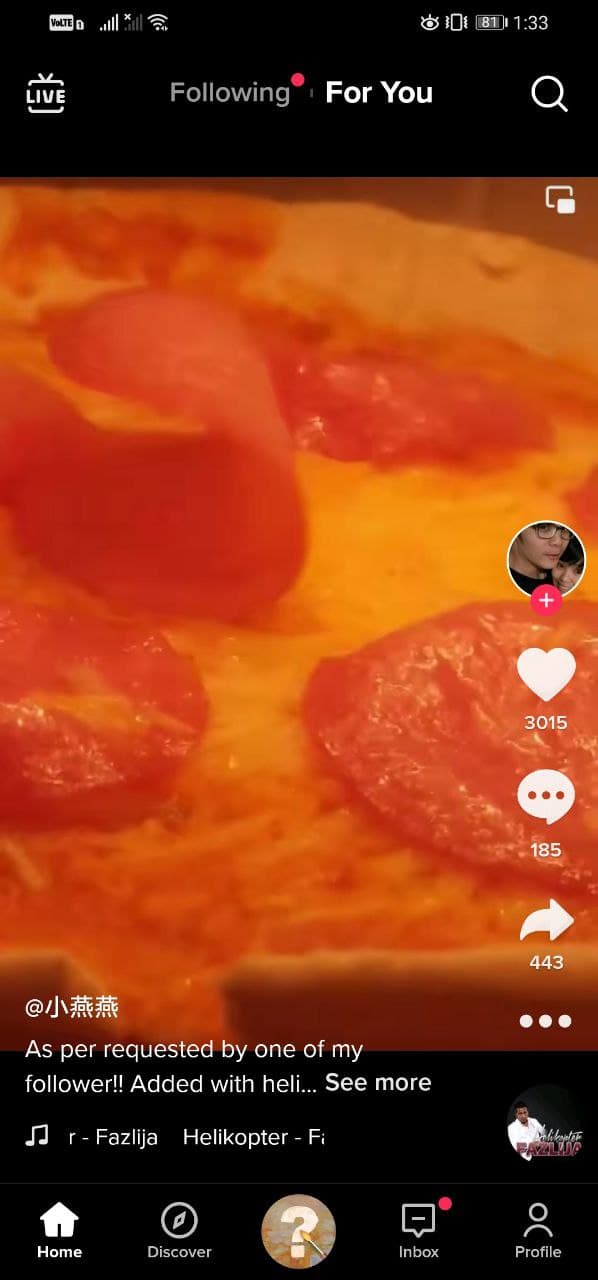 VoLTE 1
81
1:33
LIVE
Following
For You
3015
185
443
@小燕燕
As per requested by one of my
follower!! Added with heli... See more
r - Fazlija Helikopter - Fa
Helikopter
FAZLIJA
?
Home
Discover
Inbox
Profile